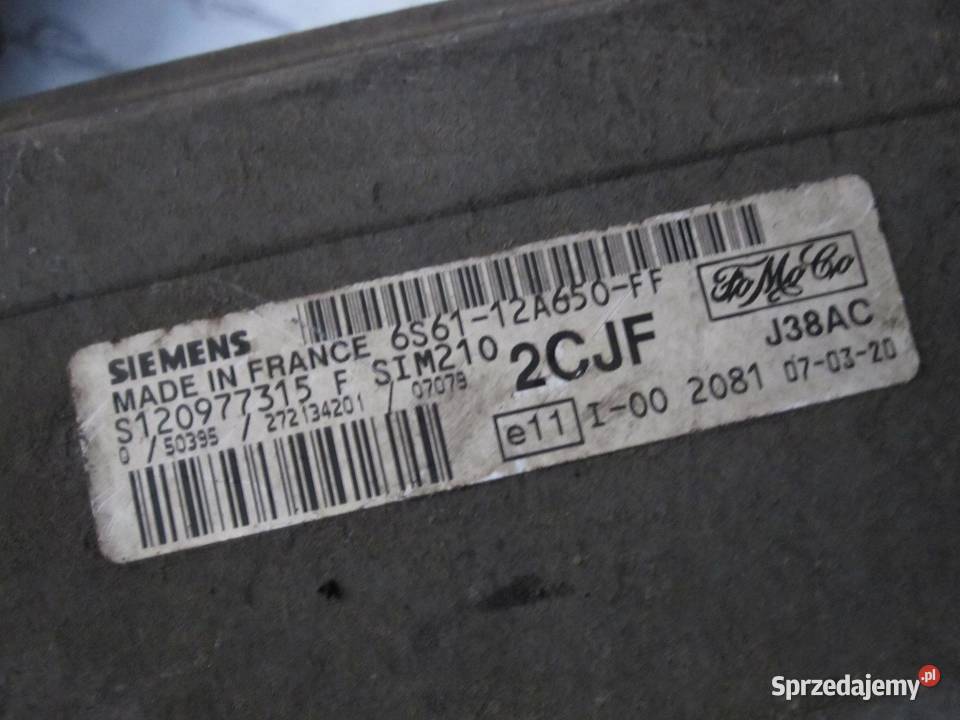 SIEMENS
MADE IN FRANCE 6S61-12A650-FF
S120977315 F SIM210 2CJF
0 /50395 / 272134201 / 07079
FoMoCo
J38AC
e11 I-00 2081 07-03-20
Sprzedajemy.pl